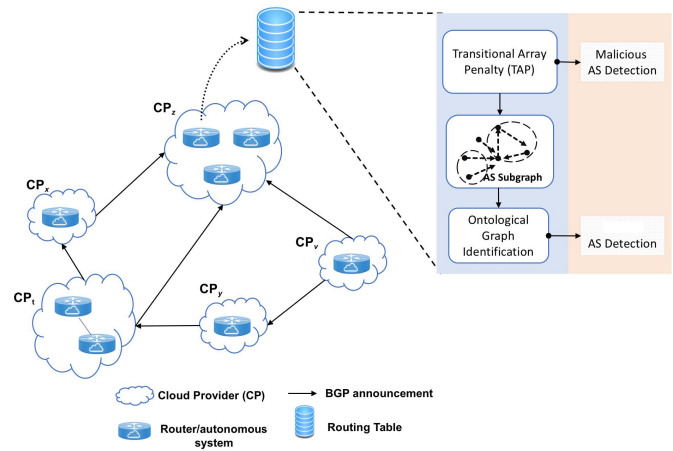 Transitional Array
Penalty (TAP)
Malicious
AS Detection
CPz
AS Subgraph
CPx
Ontological
Graph
Identification
AS Detection
CPv
CPt
CPy
Cloud Provider (CP)
BGP announcement
Router/autonomous
system
Routing Table